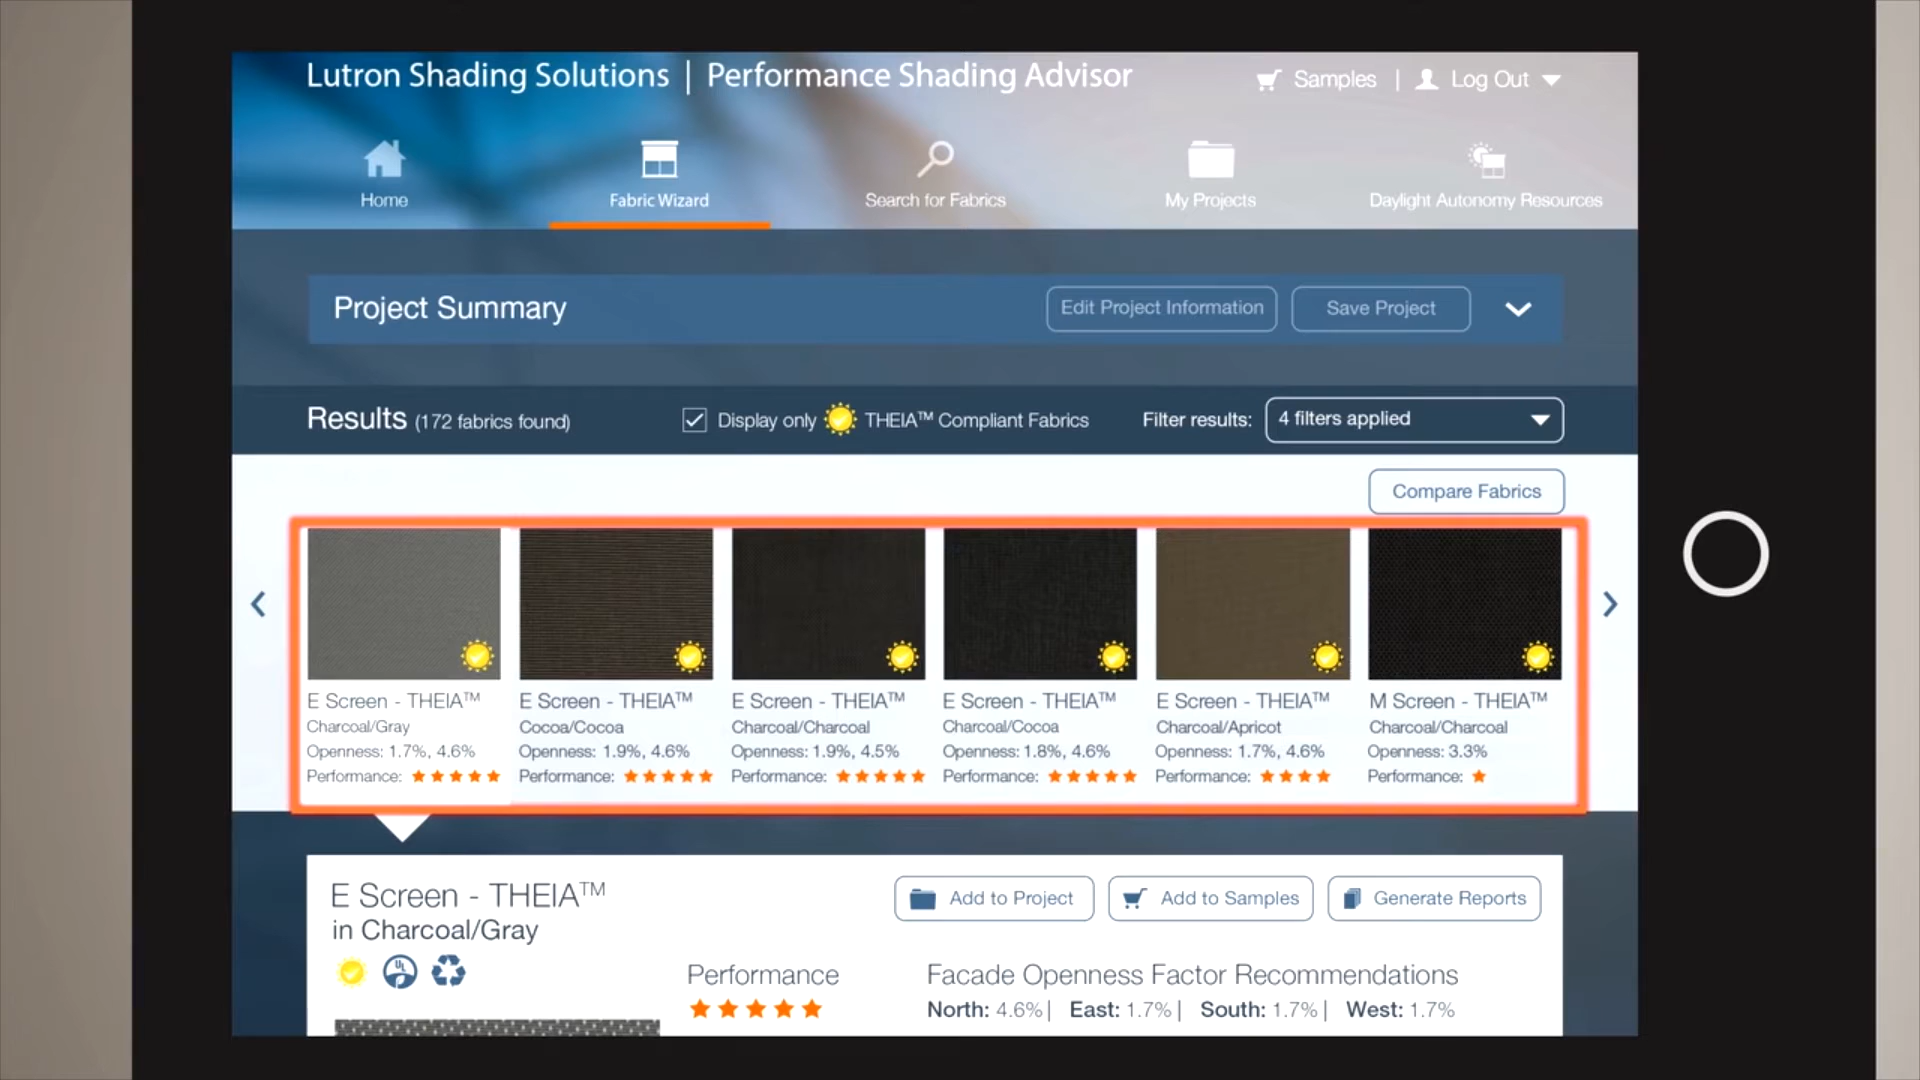 Lutron Shading Solutions | Performance Shading Advisor
Samples | Log Out
Home
Fabric Wizard
Search for Fabrics
My Projects
Daylight Autonomy Resources
Project Summary
Edit Project Information
Save Project
Results (172 fabrics found)
Display only THEIA™ Compliant Fabrics
Filter results: 4 filters applied
Compare Fabrics
E Screen - THEIA™
Charcoal/Gray
Openness: 1.7%, 4.6%
Performance:
E Screen - THEIA™
Cocoa/Cocoa
Openness: 1.9%, 4.6%
Performance:
E Screen - THEIA™
Charcoal/Charcoal
Openness: 1.9%, 4.5%
Performance:
E Screen - THEIA™
Charcoal/Cocoa
Openness: 1.8%, 4.6%
Performance:
E Screen - THEIA™
Charcoal/Apricot
Openness: 1.7%, 4.6%
Performance:
M Screen - THEIA™
Charcoal/Charcoal
Openness: 3.3%
Performance:
E Screen - THEIA™
in Charcoal/Gray
UL
Add to Project
Add to Samples
Generate Reports
Performance
Facade Openness Factor Recommendations
North: 4.6% | East: 1.7% | South: 1.7% | West: 1.7%